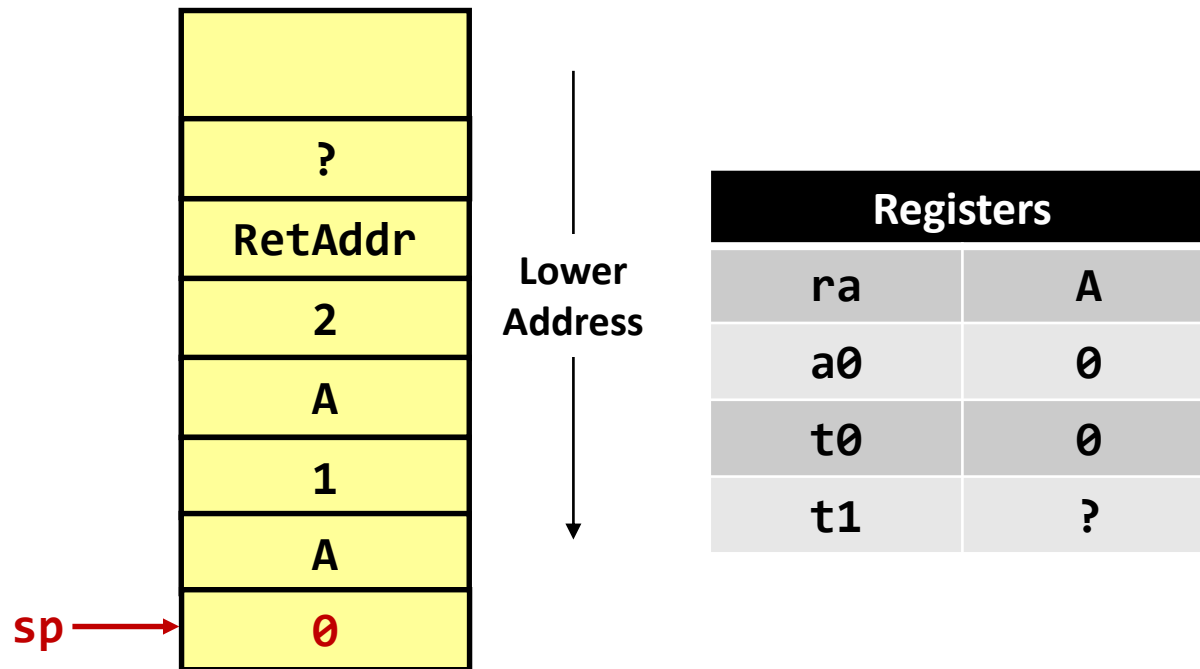 ?
RetAddr
2
A
1
A
sp
0
Lower
Address
Registers
ra A
a0 0
t0 0
t1 ?